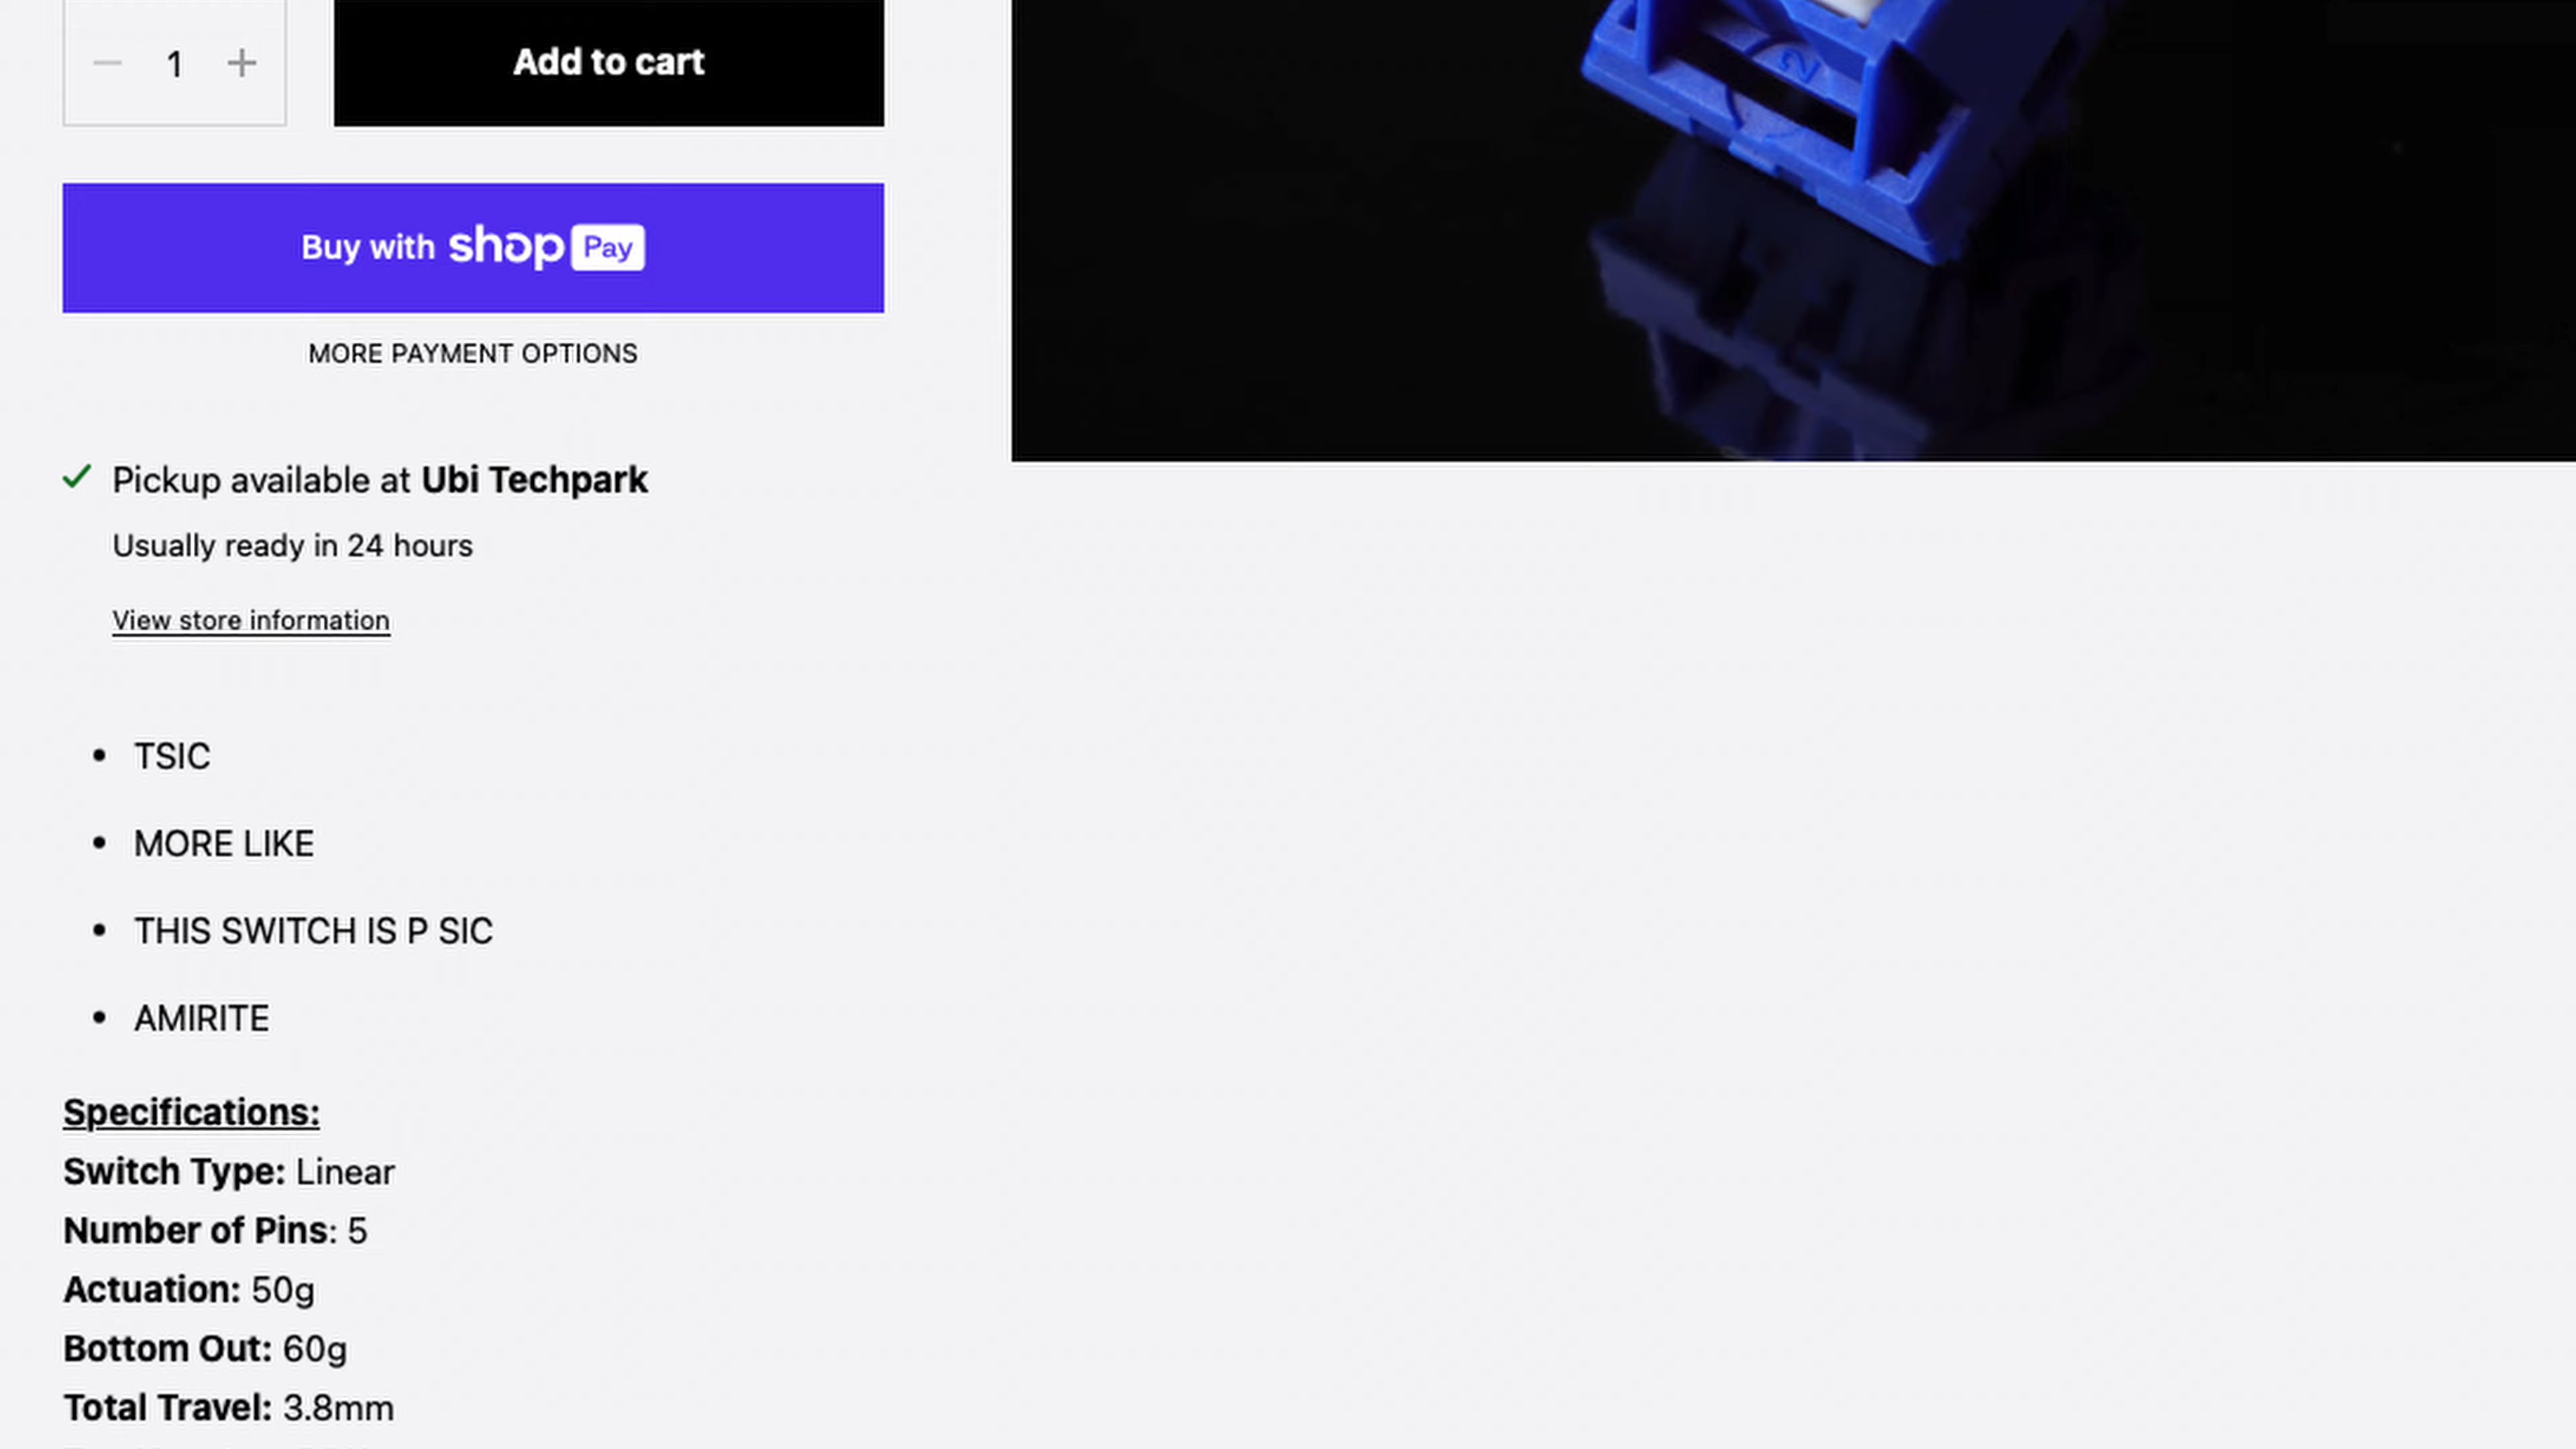 1
Add to cart
Buy with shop Pay
MORE PAYMENT OPTIONS
Pickup available at Ubi Techpark
Usually ready in 24 hours
View store information
• TSIC
• MORE LIKE
• THIS SWITCH IS P SIC
• AMIRITE
Specifications:
Switch Type: Linear
Number of Pins: 5
Actuation: 50g
Bottom Out: 60g
Total Travel: 3.8mm
2